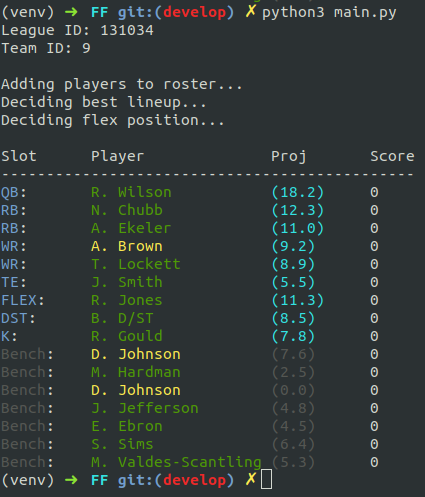 (venv) ➜ FF git:(develop) ✗ python3 main.py
League ID: 131034
Team ID: 9
Adding players to roster...
Deciding best lineup...
Deciding flex position...
Slot Player Proj Score
----------------------------------------------
QB: R. Wilson (18.2) 0
RB: N. Chubb (12.3) 0
RB: A. Ekeler (11.0) 0
WR: A. Brown (9.2) 0
WR: T. Lockett (8.9) 0
TE: J. Smith (5.5) 0
FLEX: R. Jones (11.3) 0
DST: B. D/ST (8.5) 0
K: R. Gould (7.8) 0
Bench: D. Johnson (7.6) 0
Bench: M. Hardman (2.5) 0
Bench: D. Johnson (0.0) 0
Bench: J. Jefferson (4.8) 0
Bench: E. Ebron (4.5) 0
Bench: S. Sims (6.4) 0
Bench: M. Valdes-Scantling (5.3) 0
(venv) ➜ FF git:(develop) ✗